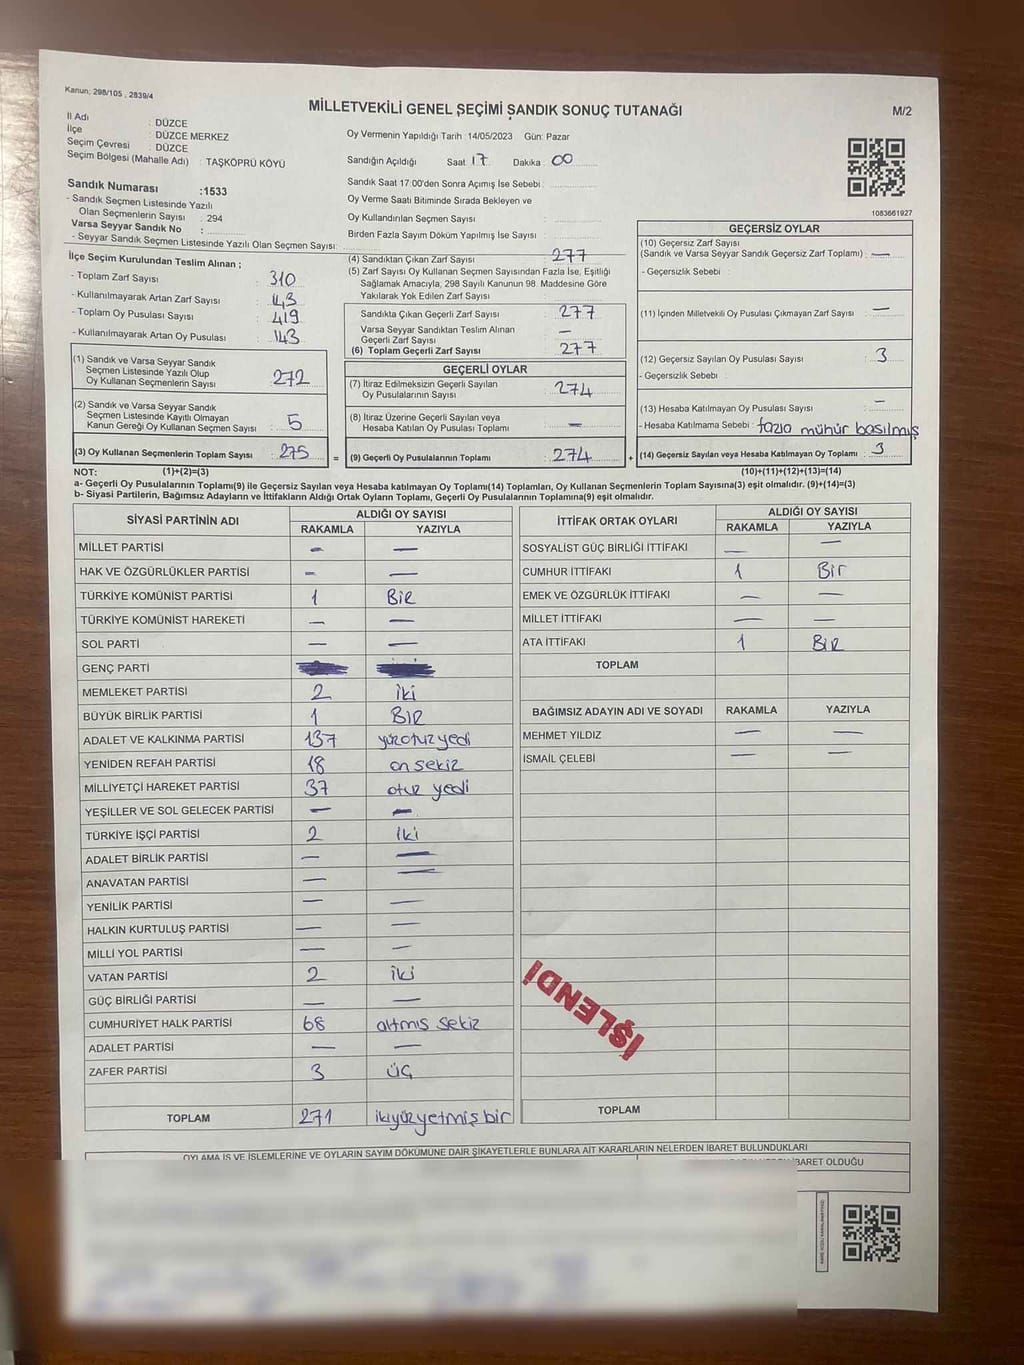 Kanun; 298/105 , 2839/4
MİLLETVEKİLİ GENEL SEÇİMİ SANDIK SONUÇ TUTANAĞI
M/2
İl Adı : DÜZCE
İlçe : DÜZCE MERKEZ
Seçim Çevresi : DÜZCE
Seçim Bölgesi (Mahalle Adı) : TAŞKÖPRÜ KÖYÜ
Sandık Numarası :1533
- Sandık Seçmen Listesinde Yazılı
Olan Seçmenlerin Sayısı : 294
Varsa Seyyar Sandık No :
- Seyyar Sandık Seçmen Listesinde Yazılı Olan Seçmen Sayısı:
Oy Vermenin Yapıldığı Tarih :14/05/2023 Gün: Pazar
Sandığın Açıldığı Saat :17 Dakika : 00
Sandık Saat 17:00'den Sonra Açımış İse Sebebi :
Oy Verme Saati Bitiminde Sırada Bekleyen ve
Oy Kullandırılan Seçmen Sayısı :
Birden Fazla Sayım Döküm Yapılmış İse Sayısı :
1083661927
İlçe Seçim Kurulundan Teslim Alınan ;
- Toplam Zarf Sayısı : 310
- Kullanılmayarak Artan Zarf Sayısı : 43
- Toplam Oy Pusulası Sayısı : 419
- Kullanılmayarak Artan Oy Pusulası : 143
(1) Sandık ve Varsa Seyyar Sandık
Seçmen Listesinde Yazılı Olup
Oy Kullanan Seçmenlerin Sayısı : 272
(2) Sandık ve Varsa Seyyar Sandık
Seçmen Listesinde Kayıtlı Olmayan
Kanun Gereği Oy Kullanan Seçmen Sayısı : 5
(3) Oy Kullanan Seçmenlerin Toplam Sayısı : 275 =
(4) Sandıktan Çıkan Zarf Sayısı : 277
(5) Zarf Sayısı Oy Kullanan Seçmen Sayısından Fazla İse, Eşitliği
Sağlamak Amacıyla, 298 Sayılı Kanunun 98. Maddesine Göre
Yakılarak Yok Edilen Zarf Sayısı :
Sandıkta Çıkan Geçerli Zarf Sayısı : 277
Varsa Seyyar Sandıktan Teslim Alınan
Geçerli Zarf Sayısı : —
(6) Toplam Geçerli Zarf Sayısı : 277
GEÇERLİ OYLAR
(7) İtiraz Edilmeksizin Geçerli Sayılan
Oy Pusulalarının Sayısı : 274
(8) İtiraz Üzerine Geçerli Sayılan veya
Hesaba Katılan Oy Pusulası Toplamı : —
(9) Geçerli Oy Pusulalarının Toplamı : 274 +
GEÇERSİZ OYLAR
(10) Geçersiz Zarf Sayısı
(Sandık ve Varsa Seyyar Sandık Geçersiz Zarf Toplamı) : —
- Geçersizlik Sebebi :
(11) İçinden Milletvekili Oy Pusulası Çıkmayan Zarf Sayısı : —
(12) Geçersiz Sayılan Oy Pusulası Sayısı : 3
- Geçersizlik Sebebi :
(13) Hesaba Katılmayan Oy Pusulası Sayısı : —
- Hesaba Katılmama Sebebi : fazla mühür basılmış
(14) Geçersiz Sayılan veya Hesaba Katılmayan Oy Toplamı : 3
NOT: (1)+(2)=(3) (10)+(11)+(12)+(13)=(14)
a- Geçerli Oy Pusulalarının Toplamı(9) ile Geçersiz Sayılan veya Hesaba katılmayan Oy Toplamı(14) Toplamları, Oy Kullanan Seçmenlerin Toplam Sayısına(3) eşit olmalıdır. (9)+(14)=(3)
b- Siyasi Partilerin, Bağımsız Adayların ve İttifakların Aldığı Ortak Oyların Toplamı, Geçerli Oy Pusulalarının Toplamına(9) eşit olmalıdır.
SİYASİ PARTİNİN ADI ALDIĞI OY SAYISI
RAKAMLA YAZIYLA
MİLLET PARTİSİ — —
HAK VE ÖZGÜRLÜKLER PARTİSİ — —
TÜRKİYE KOMÜNİST PARTİSİ 1 BİR
TÜRKİYE KOMÜNİST HAREKETİ — —
SOL PARTİ — —
GENÇ PARTİ
MEMLEKET PARTİSİ 2 iki
BÜYÜK BİRLİK PARTİSİ 1 BİR
ADALET VE KALKINMA PARTİSİ 137 yüzotuzyedi
YENİDEN REFAH PARTİSİ 18 on sekiz
MİLLİYETÇİ HAREKET PARTİSİ 37 otuz yedi
YEŞİLLER VE SOL GELECEK PARTİSİ — —
TÜRKİYE İŞÇİ PARTİSİ 2 iki
ADALET BİRLİK PARTİSİ — —
ANAVATAN PARTİSİ — —
YENİLİK PARTİSİ — —
HALKIN KURTULUŞ PARTİSİ — —
MİLLİ YOL PARTİSİ — —
VATAN PARTİSİ 2 iki
GÜÇ BİRLİĞİ PARTİSİ — —
CUMHURİYET HALK PARTİSİ 68 altmıs sekiz
ADALET PARTİSİ — —
ZAFER PARTİSİ 3 üç
TOPLAM 271 ikiyüzyetmişbir
İTTİFAK ORTAK OYLARI ALDIĞI OY SAYISI
RAKAMLA YAZIYLA
SOSYALİST GÜÇ BİRLİĞİ İTTİFAKI — —
CUMHUR İTTİFAKI 1 Bir
EMEK VE ÖZGÜRLÜK İTTİFAKI — —
MİLLET İTTİFAKI — —
ATA İTTİFAKI 1 BİR
TOPLAM
BAĞIMSIZ ADAYIN ADI VE SOYADI RAKAMLA YAZIYLA
MEHMET YILDIZ — —
İSMAİL ÇELEBİ — —
İŞLENDİ
TOPLAM
OYLAMA İŞ VE İŞLEMLERİNE VE OYLARIN SAYIM DÖKÜMÜNE DAİR ŞİKAYETLERLE BUNLARA AİT KARARLARIN NELERDEN İBARET BULUNDUKLARI
İBARET OLDUĞU